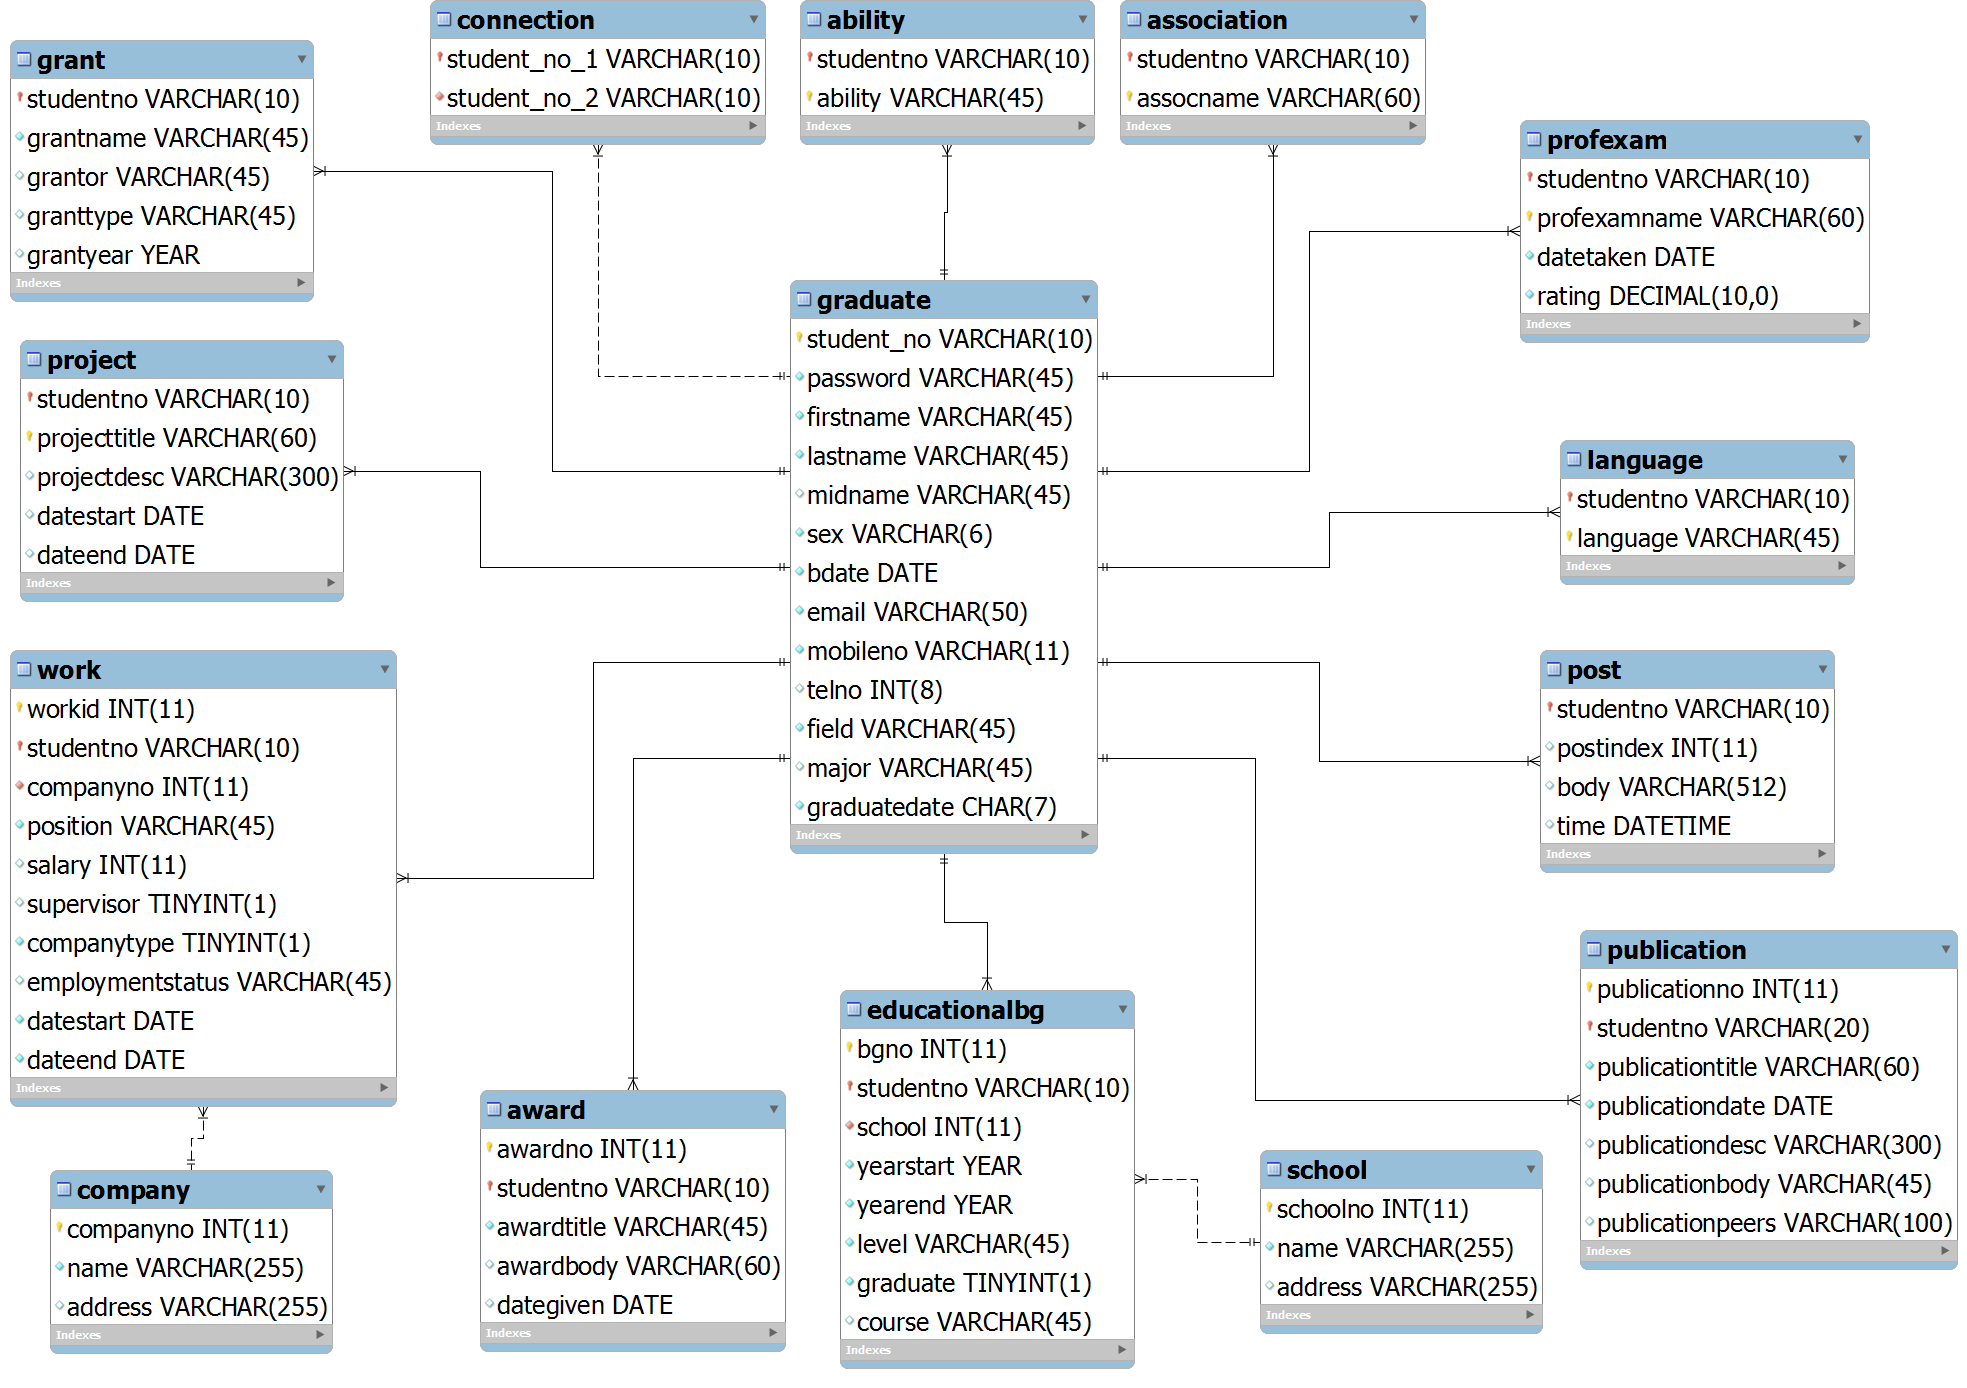 connection
student_no_1 VARCHAR(10)
student_no_2 VARCHAR(10)
Indexes
ability
studentno VARCHAR(10)
ability VARCHAR(45)
Indexes
association
studentno VARCHAR(10)
assocname VARCHAR(60)
Indexes
grant
studentno VARCHAR(10)
grantname VARCHAR(45)
grantor VARCHAR(45)
granttype VARCHAR(45)
grantyear YEAR
Indexes
profexam
studentno VARCHAR(10)
profexamname VARCHAR(60)
datetaken DATE
rating DECIMAL(10,0)
Indexes
graduate
student_no VARCHAR(10)
password VARCHAR(45)
firstname VARCHAR(45)
lastname VARCHAR(45)
midname VARCHAR(45)
sex VARCHAR(6)
bdate DATE
email VARCHAR(50)
mobileno VARCHAR(11)
telno INT(8)
field VARCHAR(45)
major VARCHAR(45)
graduatedate CHAR(7)
Indexes
project
studentno VARCHAR(10)
projecttitle VARCHAR(60)
projectdesc VARCHAR(300)
datestart DATE
dateend DATE
Indexes
language
studentno VARCHAR(10)
language VARCHAR(45)
Indexes
work
workid INT(11)
studentno VARCHAR(10)
companyno INT(11)
position VARCHAR(45)
salary INT(11)
supervisor TINYINT(1)
companytype TINYINT(1)
employmentstatus VARCHAR(45)
datestart DATE
dateend DATE
Indexes
post
studentno VARCHAR(10)
postindex INT(11)
body VARCHAR(512)
time DATETIME
Indexes
publication
publicationno INT(11)
studentno VARCHAR(20)
publicationtitle VARCHAR(60)
publicationdate DATE
publicationdesc VARCHAR(300)
publicationbody VARCHAR(45)
publicationpeers VARCHAR(100)
Indexes
educationalbg
bgno INT(11)
studentno VARCHAR(10)
school INT(11)
yearstart YEAR
yearend YEAR
level VARCHAR(45)
graduate TINYINT(1)
course VARCHAR(45)
Indexes
award
awardno INT(11)
studentno VARCHAR(10)
awardtitle VARCHAR(45)
awardbody VARCHAR(60)
dategiven DATE
Indexes
school
schoolno INT(11)
name VARCHAR(255)
address VARCHAR(255)
Indexes
company
companyno INT(11)
name VARCHAR(255)
address VARCHAR(255)
Indexes